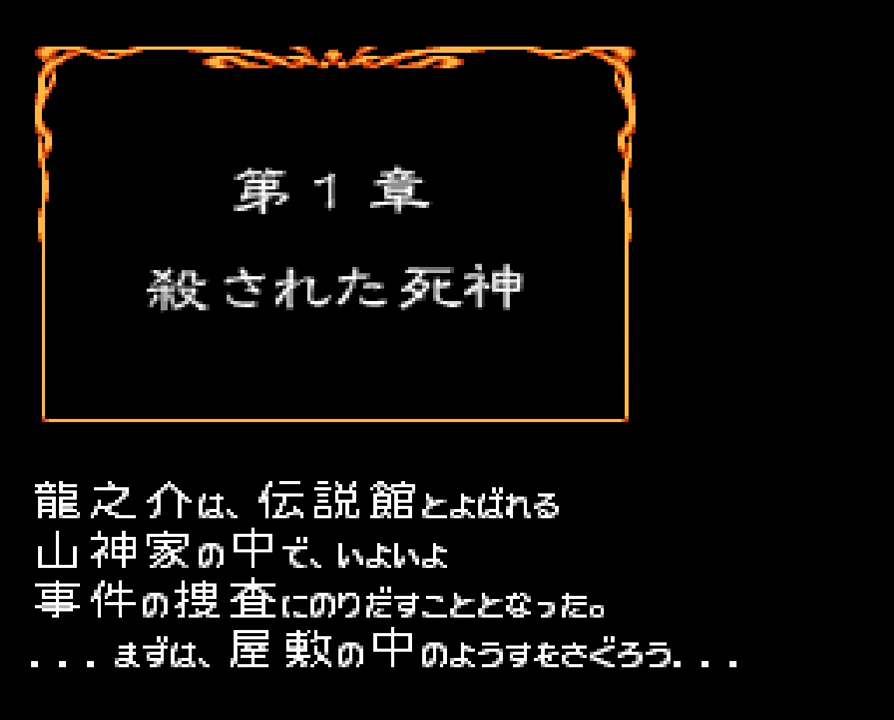 第1章
殺された死神
龍之介は、伝説館とよばれる
山神家の中で、いよいよ
事件の捜査にのりだすこととなった。
...まずは、屋敷の中のようすをさぐろう...